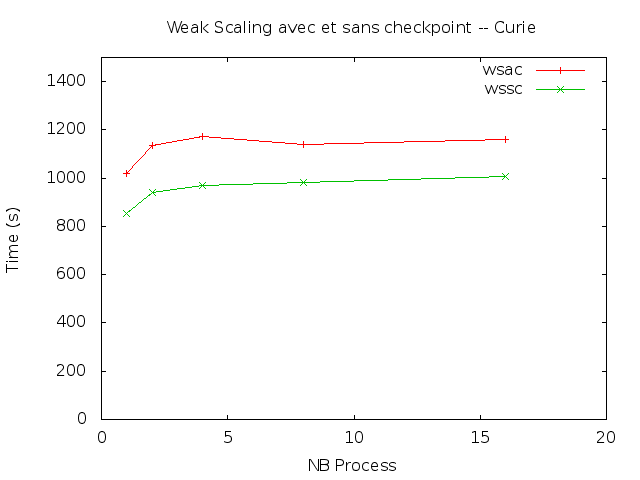 Weak Scaling avec et sans checkpoint -- Curie
wsac
wssc
1400
1200
1000
800
600
400
200
0
Time (s)
0 5 10 15 20
NB Process